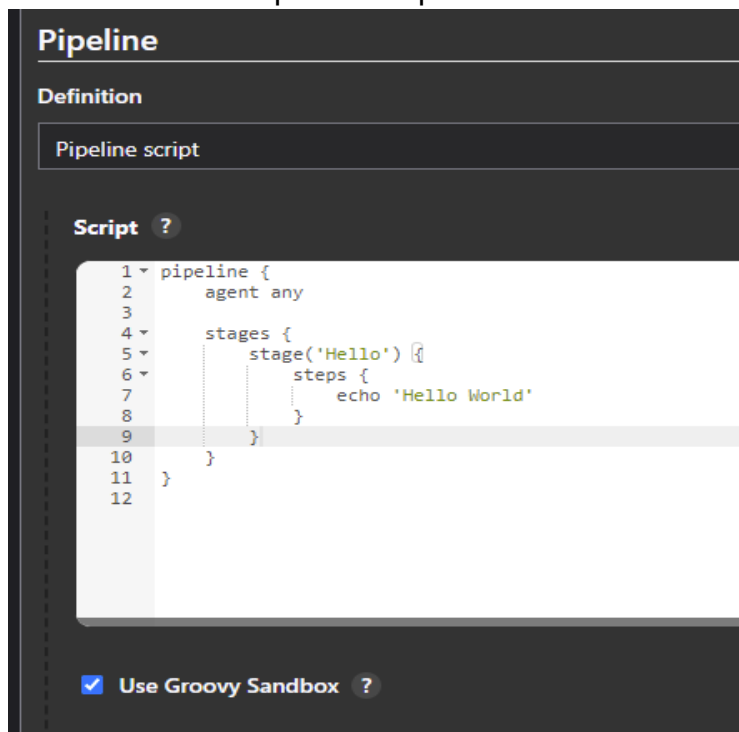 Pipeline
Definition
Pipeline script
Script ?
1 pipeline {
2     agent any
3
4     stages {
5         stage('Hello') {
6             steps {
7                 echo 'Hello World'
8             }
9         }
10     }
11 }
12
Use Groovy Sandbox ?